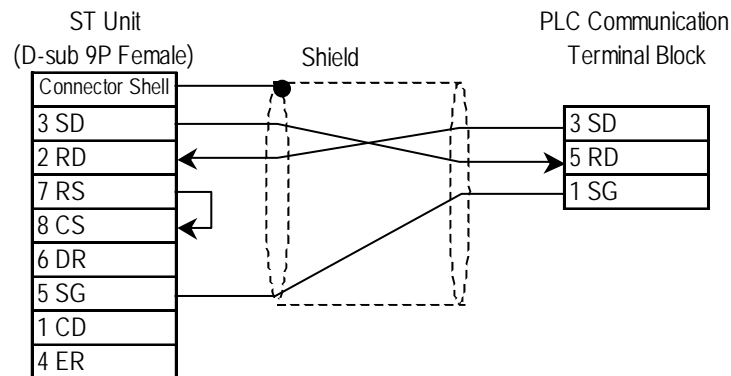 ST Unit
(D-sub 9P Female)
Shield
PLC Communication
Terminal Block
Connector Shell
3 SD
2 RD
7 RS
8 CS
6 DR
5 SG
1 CD
4 ER
3 SD
5 RD
1 SG